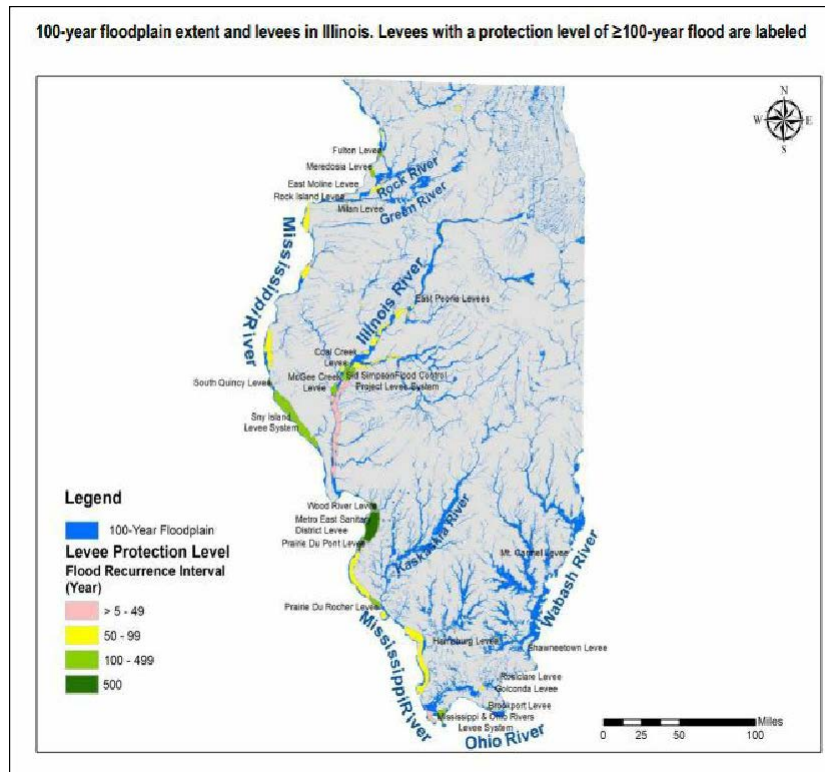 100-year floodplain extent and levees in Illinois. Levees with a protection level of ≥100-year flood are labeled
N
W
E
S
Fulton Levee
Meredosia Levee
Rock River
East Moline Levee
Rock Island Levee
Milan Levee
Green River
Mississippi River
Illinois River
East Peoria Levees
Coal Creek
Levee
McGee Creek
Levee
Sid Simpson Flood Control
Project Levee System
South Quincy Levee
Sny Island
Levee System
Wood River Levee
Metro East Sanitary
District Levee
Prairie Du Pont Levee
Kaskaskia River
Mt. Carmel Levee
Wabash River
Prairie Du Rocher Levee
Mississippi River
Harrisburg Levee
Shawneetown Levee
Rosiclare Levee
Golconda Levee
Brookport Levee
Mississippi & Ohio Rivers
Levee System
Ohio River
Legend
100-Year Floodplain
Levee Protection Level
Flood Recurrence Interval
(Year)
> 5 - 49
50 - 99
100 - 499
500
Miles
0 25 50 100